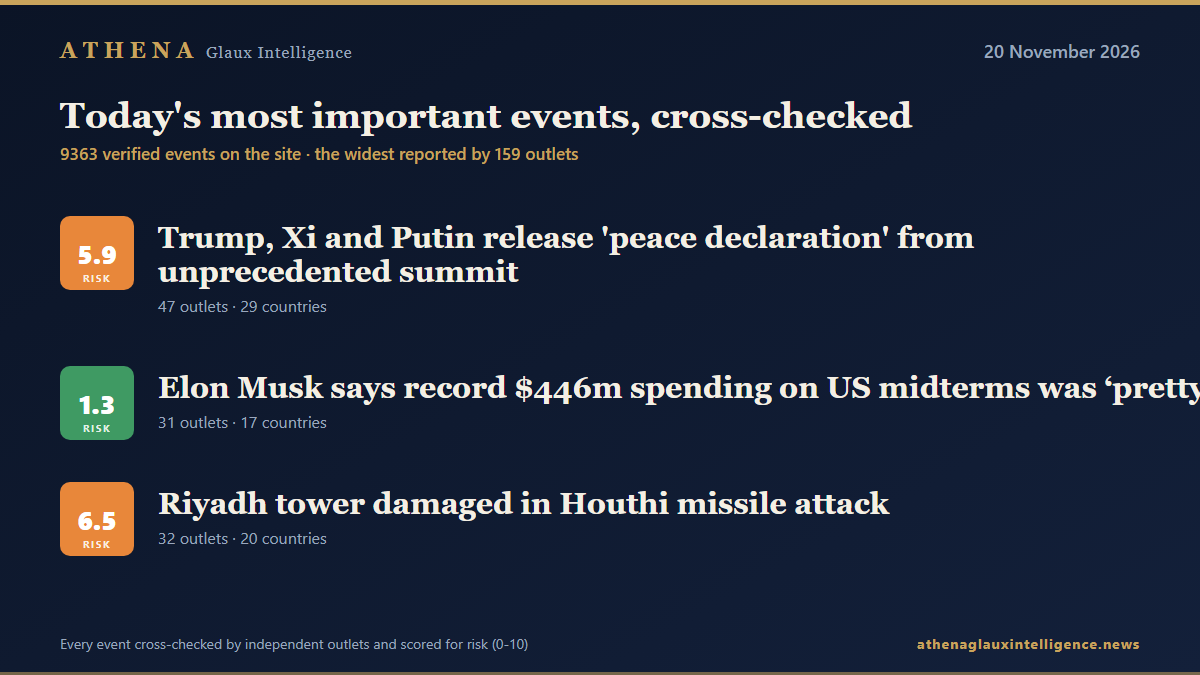 ATHENA Glaux Intelligence
20 November 2026
Today's most important events, cross-checked
9363 verified events on the site · the widest reported by 159 outlets
5.9
RISK
Trump, Xi and Putin release 'peace declaration' from
unprecedented summit
47 outlets · 29 countries
1.3
RISK
Elon Musk says record $446m spending on US midterms was ‘pretty
31 outlets · 17 countries
6.5
RISK
Riyadh tower damaged in Houthi missile attack
32 outlets · 20 countries
Every event cross-checked by independent outlets and scored for risk (0-10)
athenaglauxintelligence.news